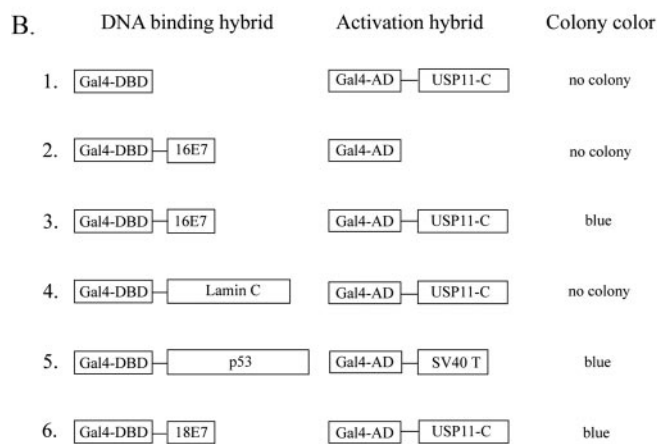 B. DNA binding hybrid Activation hybrid Colony color
1. Gal4-DBD Gal4-AD USP11-C no colony
2. Gal4-DBD 16E7 Gal4-AD no colony
3. Gal4-DBD 16E7 Gal4-AD USP11-C blue
4. Gal4-DBD Lamin C Gal4-AD USP11-C no colony
5. Gal4-DBD p53 Gal4-AD SV40 T blue
6. Gal4-DBD 18E7 Gal4-AD USP11-C blue